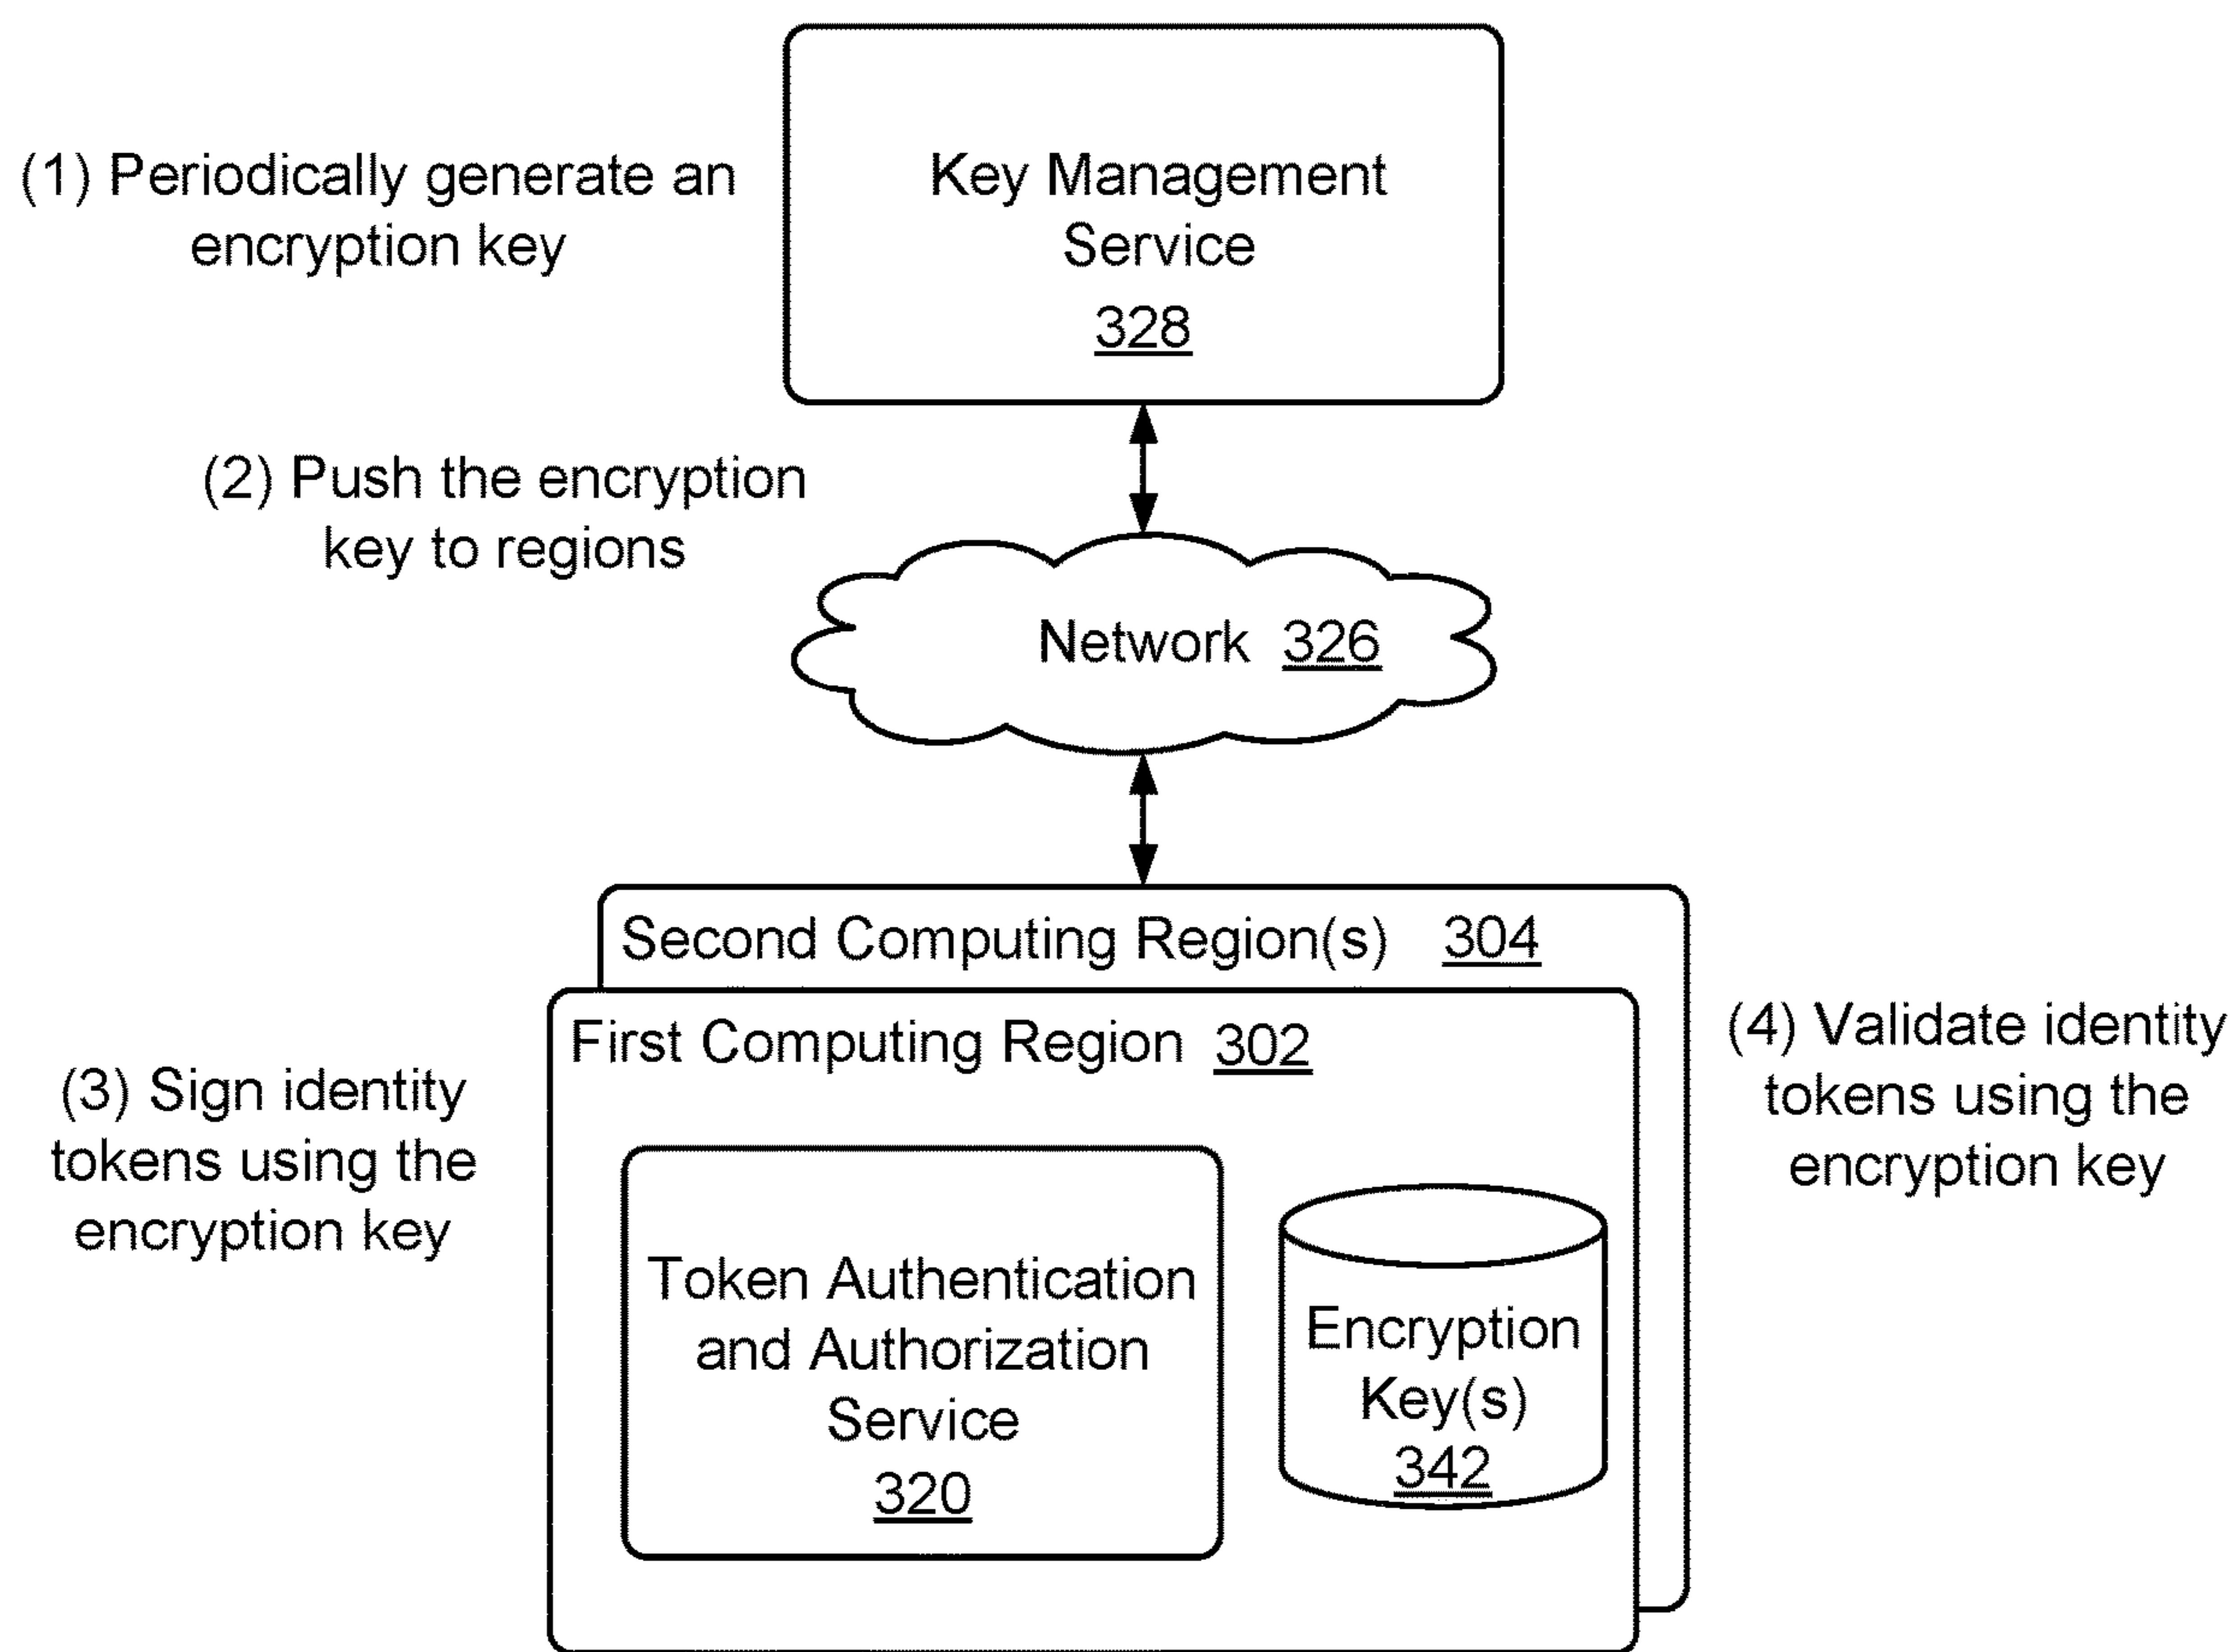 (1) Periodically generate an
encryption key
Key Management
Service
328
(2) Push the encryption
key to regions
Network 326
Second Computing Region(s) 304
First Computing Region 302
(3) Sign identity
tokens using the
encryption key
Token Authentication
and Authorization
Service
320
Encryption
Key(s)
342
(4) Validate identity
tokens using the
encryption key